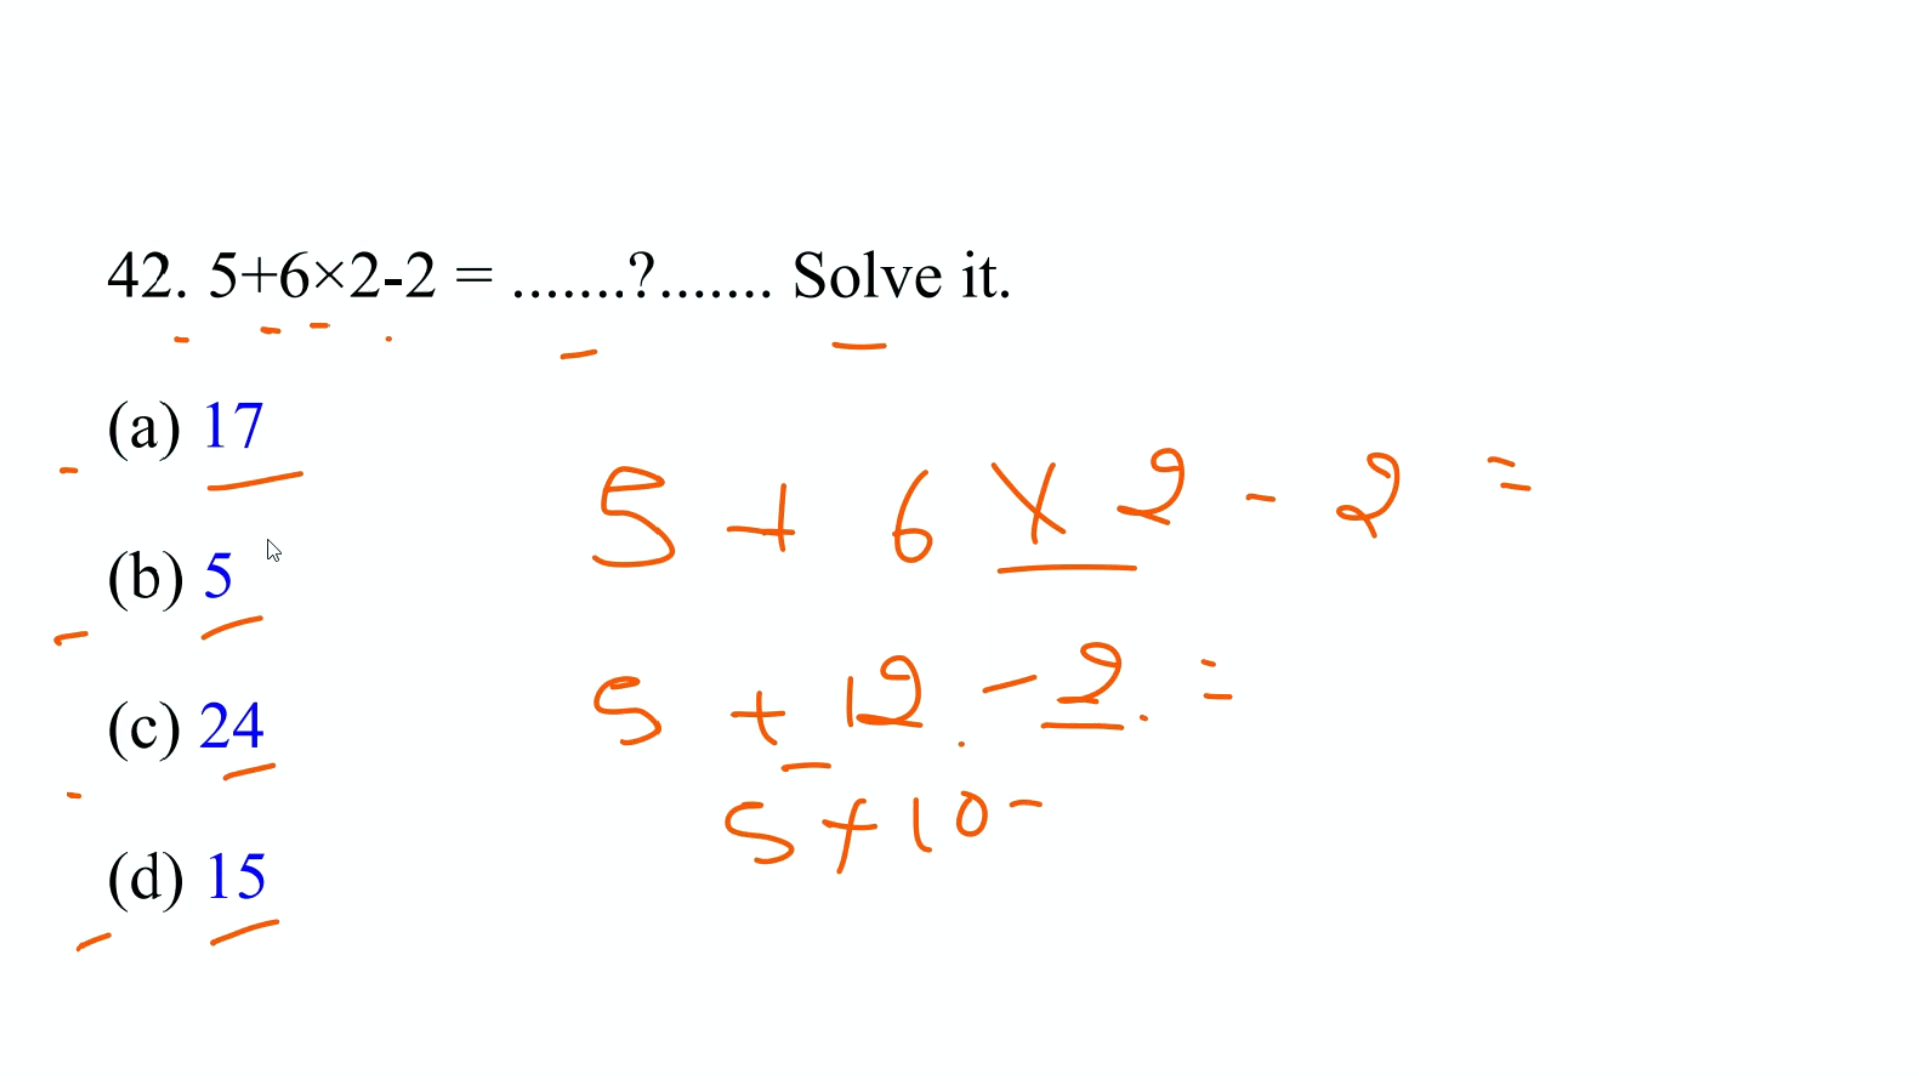 42. 5+6×2-2 = .......?....... Solve it.
(a) 17
5 + 6 × 2 - 2 =
(b) 5
5 + 12 - 2 =
(c) 24
5 + 10 -
(d) 15